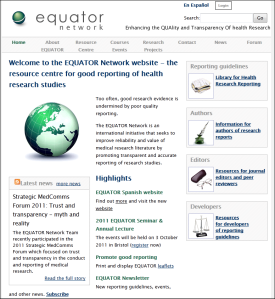 En Español Logout
equator
network
Search: Go
Enhancing the QUAlity and Transparency Of health Research
Home About EQUATOR Resource Centre Courses Events Research Projects Contact News Forum
Welcome to the EQUATOR Network website – the
resource centre for good reporting of health
research studies
Too often, good research evidence is
undermined by poor quality
reporting.
The EQUATOR Network is an
international initiative that seeks to
improve reliability and value of
medical research literature by
promoting transparent and accurate
reporting of research studies.
Reporting guidelines
Library for Health
Research Reporting
Authors
Information for
authors of research
reports
Editors
Resources for
journal editors and
peer reviewers
Developers
Resources for
developers of
reporting
guidelines
Latest news more news
Strategic MedComms
Forum 2011: Trust and
transparency – myth and
reality
The EQUATOR Network Team
recently participated in the
2011 Strategic MedComms
Forum which focused on trust
and transparency in the conduct
and reporting of medical
research.
Read the full story
Highlights
EQUATOR Spanish website
Find out more and visit the new
website
2011 EQUATOR Seminar &
Annual Lecture
The events will be held on 3 October
2011 in Bristol (register now)
Promote good reporting
Print and display EQUATOR leaflets
EQUATOR Newsletter
New reporting guidelines, events,
and other news. Subscribe